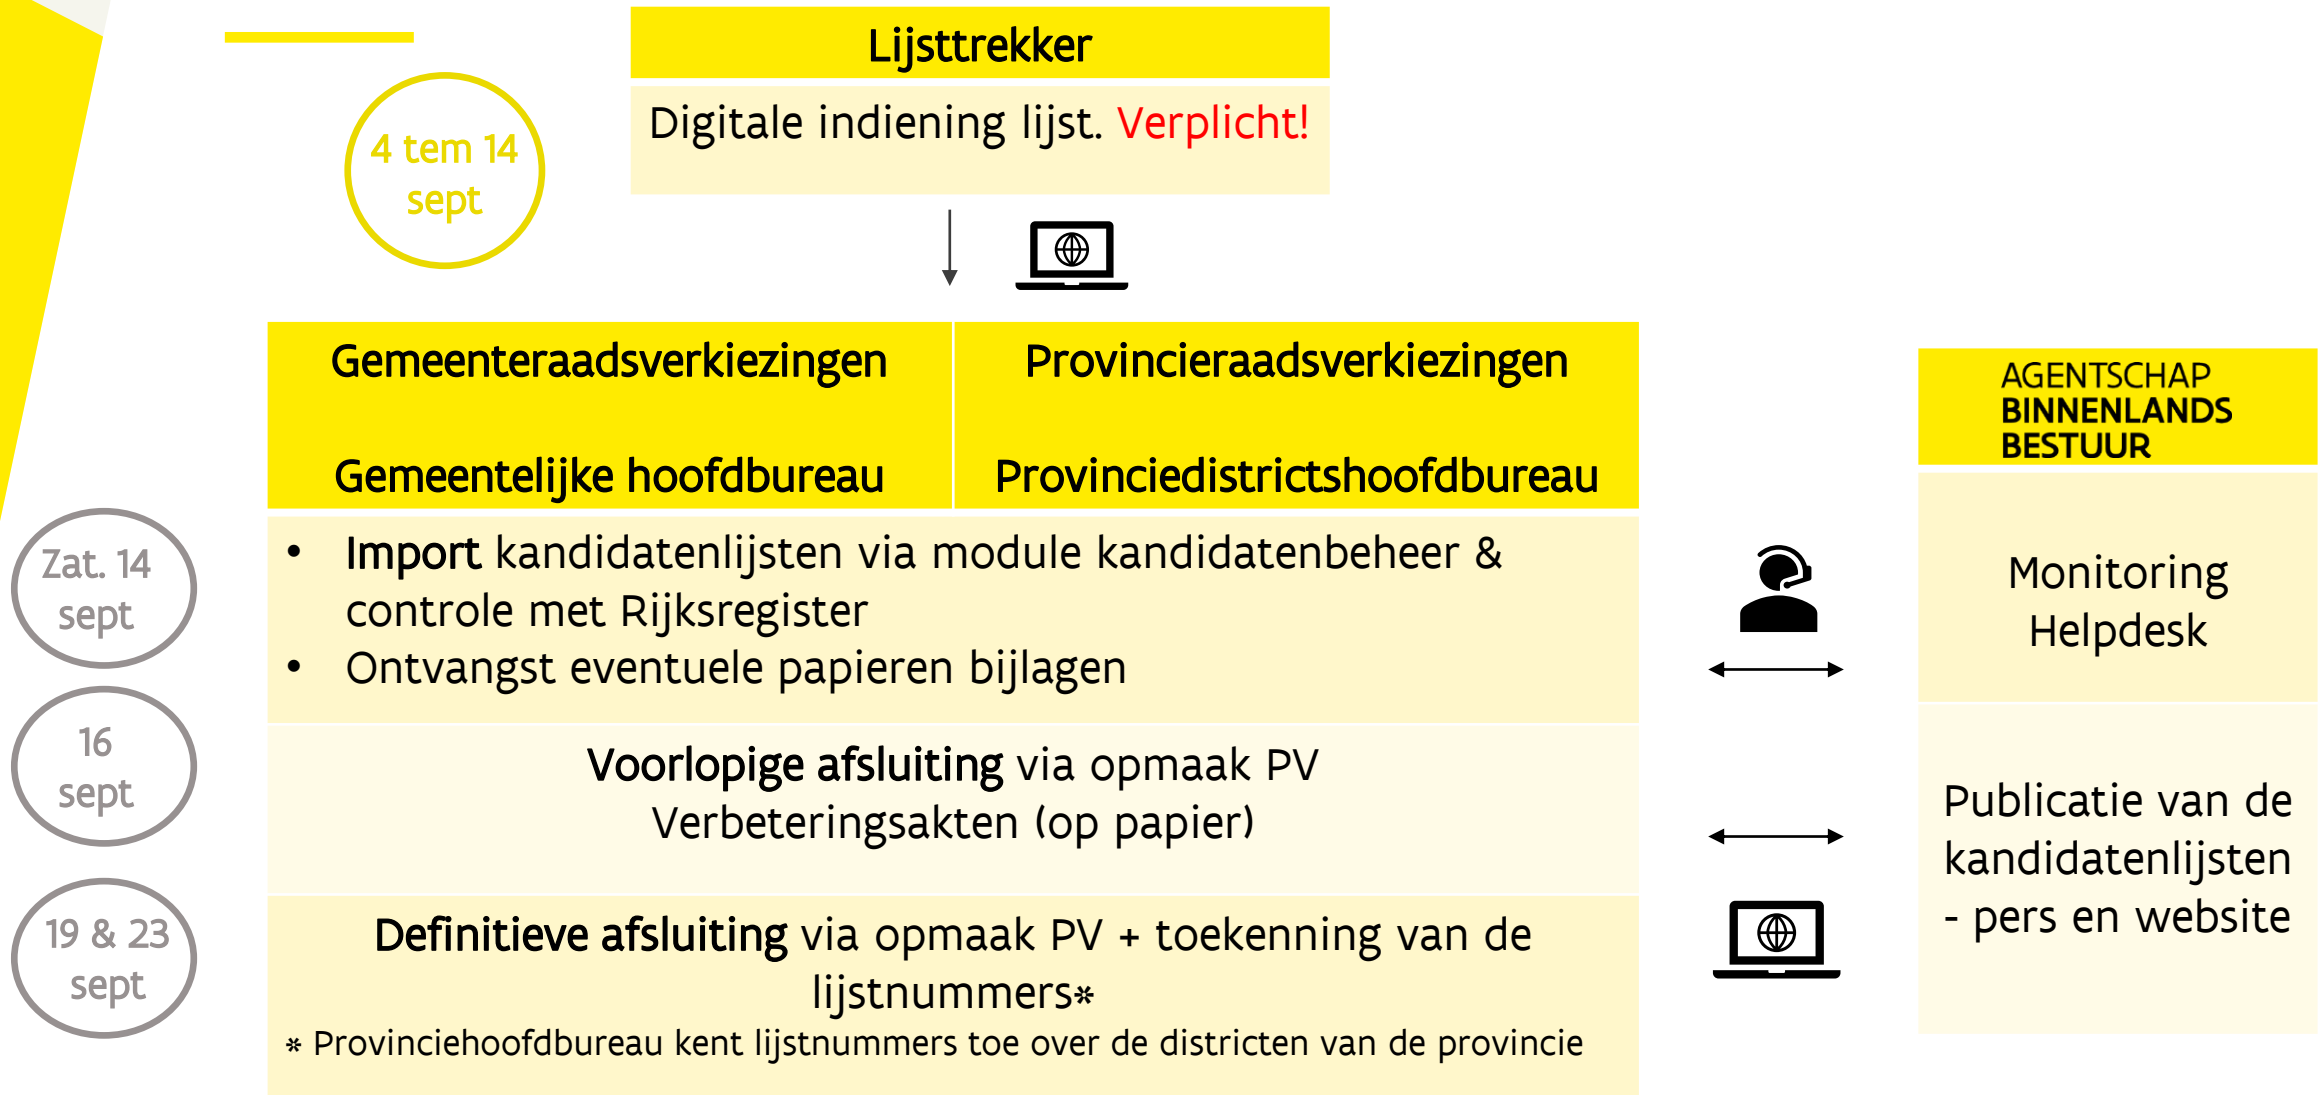 Lijsttrekker
4 tem 14
sept
Digitale indiening lijst. Verplicht!
Gemeenteraadsverkiezingen
Gemeentelijke hoofdbureau
Provincieraadsverkiezingen
Provinciedistrictshoofdbureau
AGENTSCHAP
BINNENLANDS
BESTUUR
Zat. 14
sept
• Import kandidatenlijsten via module kandidatenbeheer &
controle met Rijksregister
• Ontvangst eventuele papieren bijlagen
Monitoring
Helpdesk
16
sept
Voorlopige afsluiting via opmaak PV
Verbeteringsakten (op papier)
Publicatie van de
kandidatenlijsten
- pers en website
19 & 23
sept
Definitieve afsluiting via opmaak PV + toekenning van de
lijstnummers*
* Provinciehoofdbureau kent lijstnummers toe over de districten van de provincie